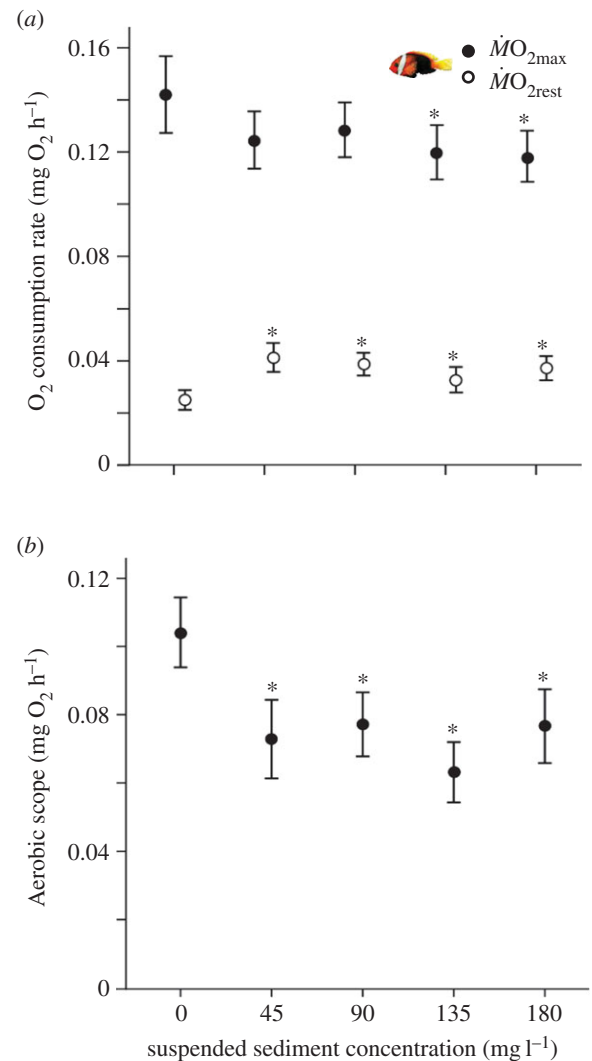 (a)
0.16
0.12
0.08
0.04
0
O₂ consumption rate (mg O₂ h⁻¹)
ṀO₂max
ṀO₂rest
* *
* * * *
(b)
0.12
0.08
0.04
0
Aerobic scope (mg O₂ h⁻¹)
* * * *
0 45 90 135 180
suspended sediment concentration (mg l⁻¹)